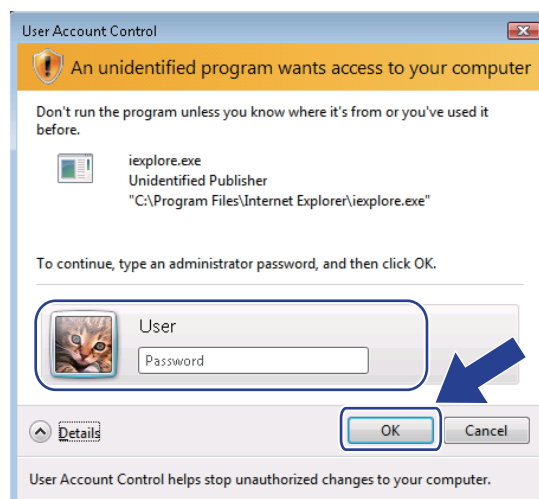 User Account Control
An unidentified program wants access to your computer
Don't run the program unless you know where it's from or you've used it
before.
iexplore.exe
Unidentified Publisher
"C:\Program Files\Internet Explorer\iexplore.exe"
To continue, type an administrator password, and then click OK.
User
Password
Details
OK
Cancel
User Account Control helps stop unauthorized changes to your computer.